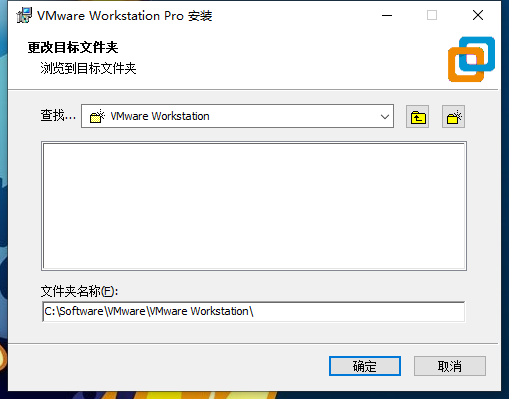 VMware Workstation Pro 安装
更改目标文件夹
浏览到目标文件夹
查找...
VMware Workstation
文件夹名称(F):
C:\Software\VMware\VMware Workstation\
确定
取消